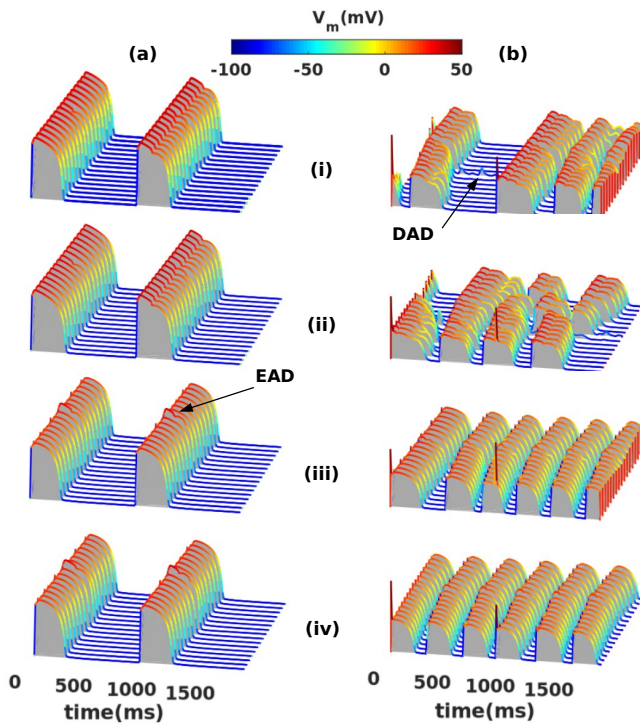 V_m(mV)
(a)
(b)
-100 -50 0 50
(i)
DAD
(ii)
EAD
(iii)
(iv)
0 500 1000 1500
time(ms)
0 500 1000 1500
time(ms)